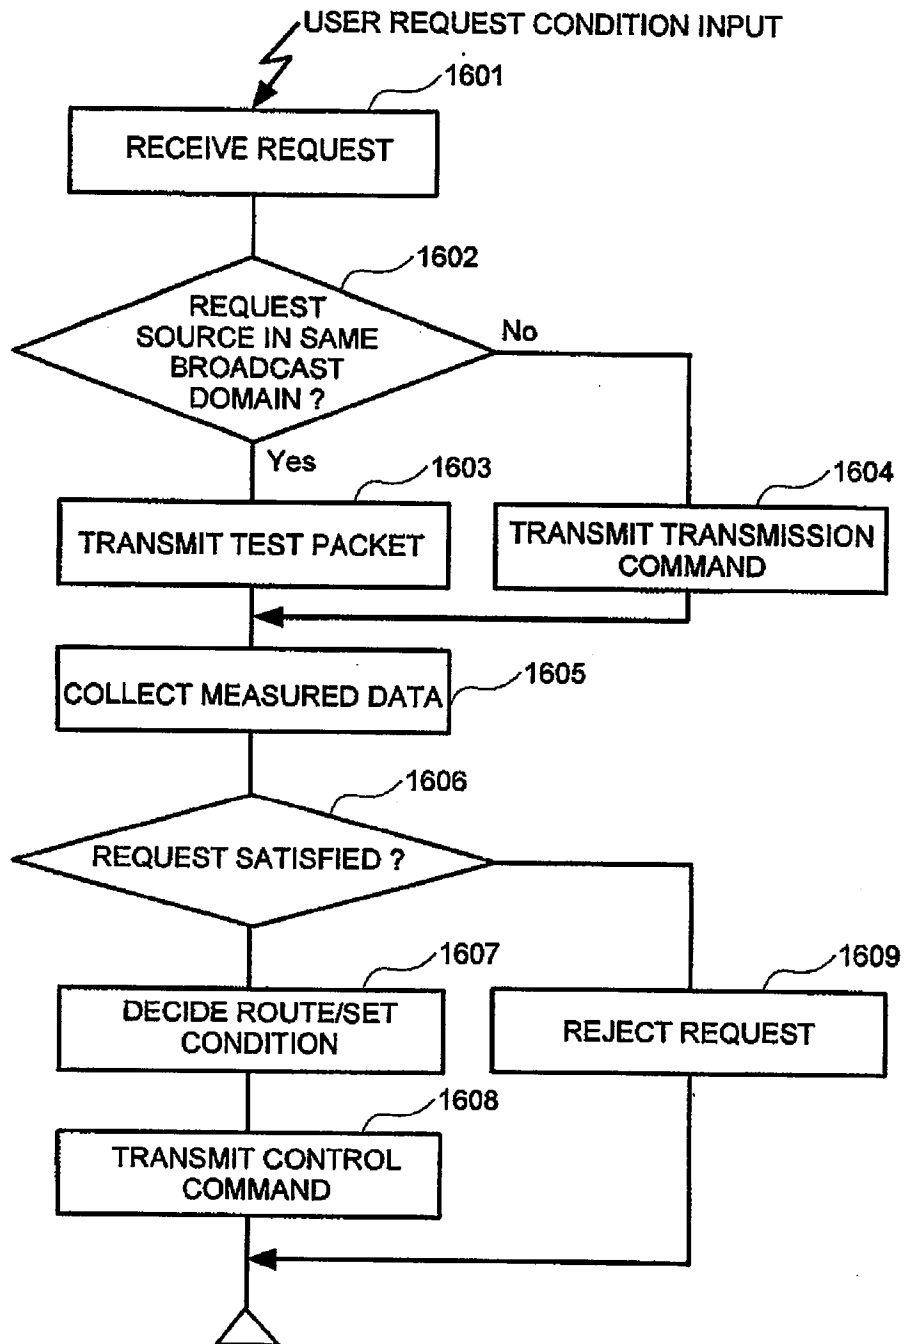 USER REQUEST CONDITION INPUT
1601
RECEIVE REQUEST
1602
REQUEST
SOURCE IN SAME
BROADCAST
DOMAIN ?
No
Yes
1603
TRANSMIT TEST PACKET
1604
TRANSMIT TRANSMISSION
COMMAND
COLLECT MEASURED DATA
1605
1606
REQUEST SATISFIED ?
1607
DECIDE ROUTE/SET
CONDITION
1609
REJECT REQUEST
1608
TRANSMIT CONTROL
COMMAND